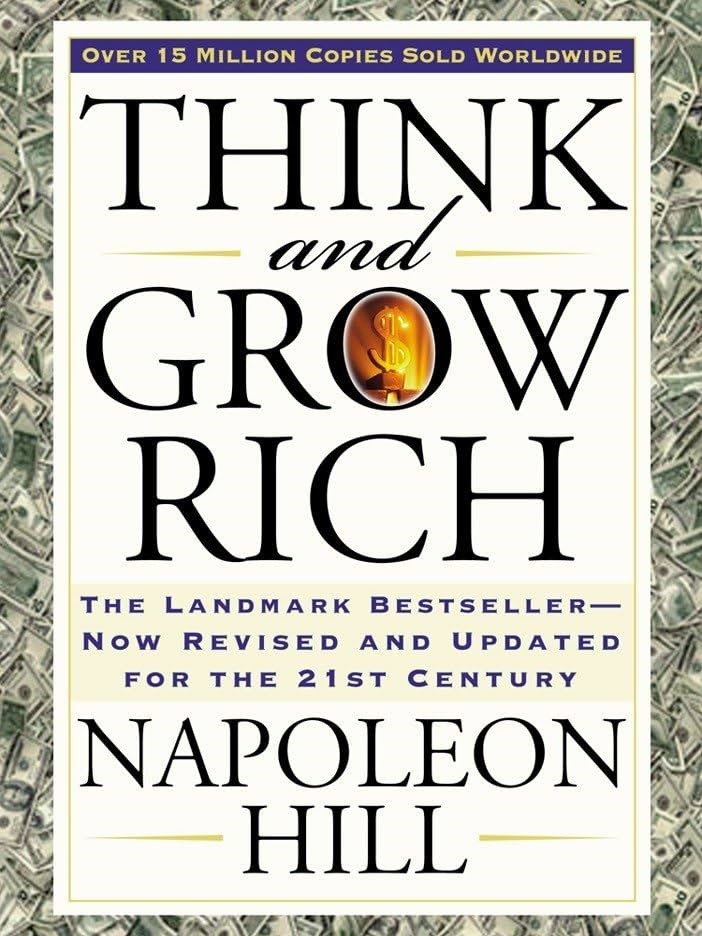 OVER 15 MILLION COPIES SOLD WORLDWIDE
THINK
and
GROW
$
RICH
THE LANDMARK BESTSELLER—
NOW REVISED AND UPDATED
FOR THE 21ST CENTURY
NAPOLEON
HILL